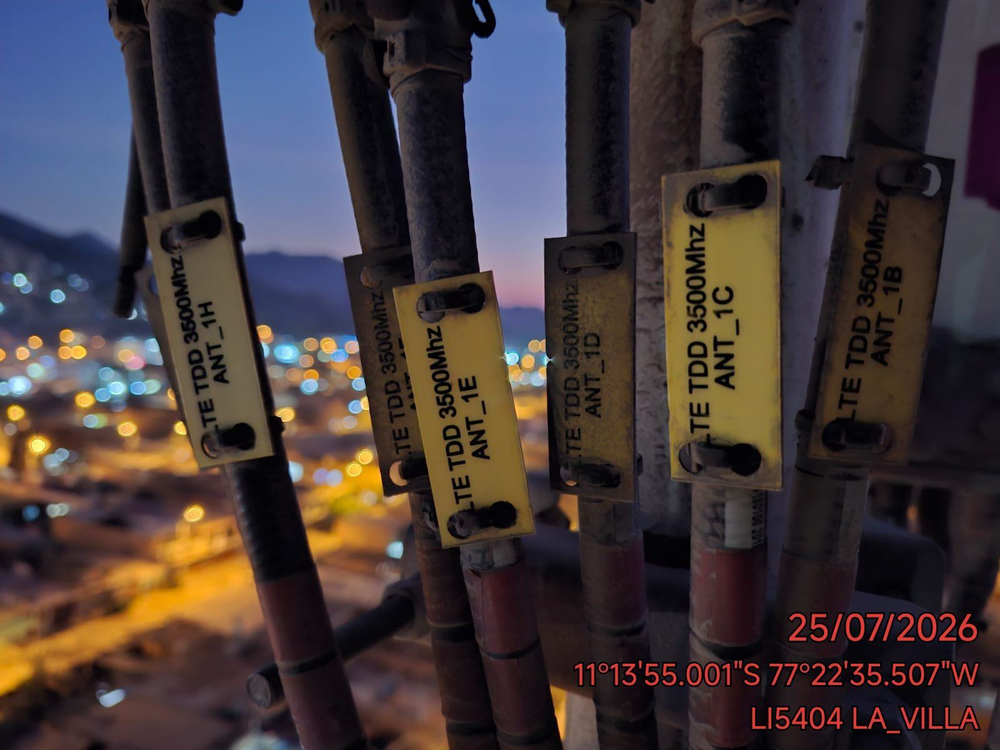 LTE TDD 3500Mhz
ANT_1H
LTE TDD 3500Mhz
LTE TDD 3500Mhz
ANT_1E
LTE TDD 3500Mhz
ANT_1D
LTE TDD 3500Mhz
ANT_1C
LTE TDD 3500Mhz
ANT_1B
25/07/2026
11°13'55.001"S 77°22'35.507"W
LI5404 LA_VILLA